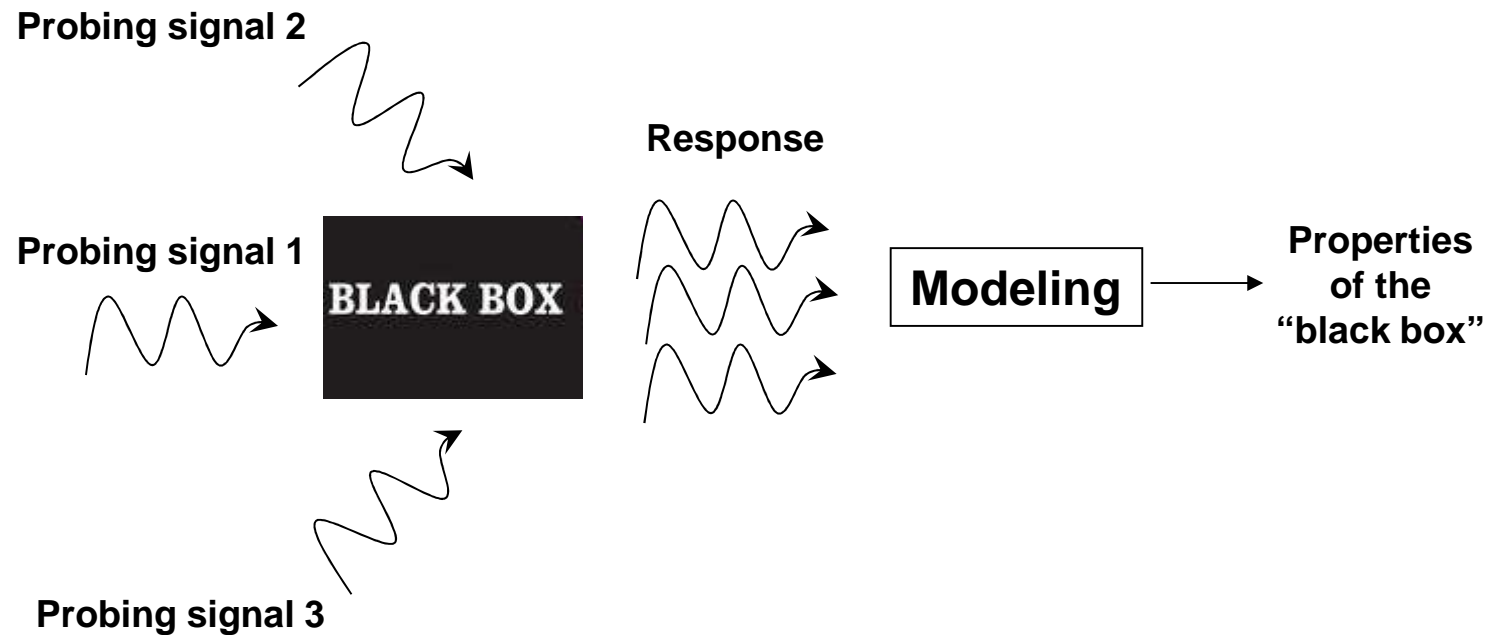 Probing signal 2
Response
Probing signal 1
BLACK BOX
Modeling
Properties
of the
“black box”
Probing signal 3